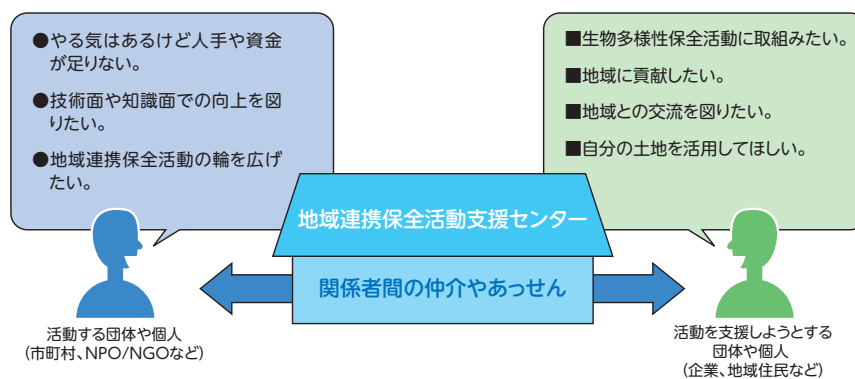 ●やる気はあるけど人手や資金
が足りない。
●技術面や知識面での向上を図
りたい。
●地域連携保全活動の輪を広げ
たい。
■生物多様性保全活動に取組みたい。
■地域に貢献したい。
■地域との交流を図りたい。
■自分の土地を活用してほしい。
地域連携保全活動支援センター
関係者間の仲介やあっせん
活動する団体や個人
（市町村、NPO/NGOなど）
活動を支援しようとする
団体や個人
（企業、地域住民など）